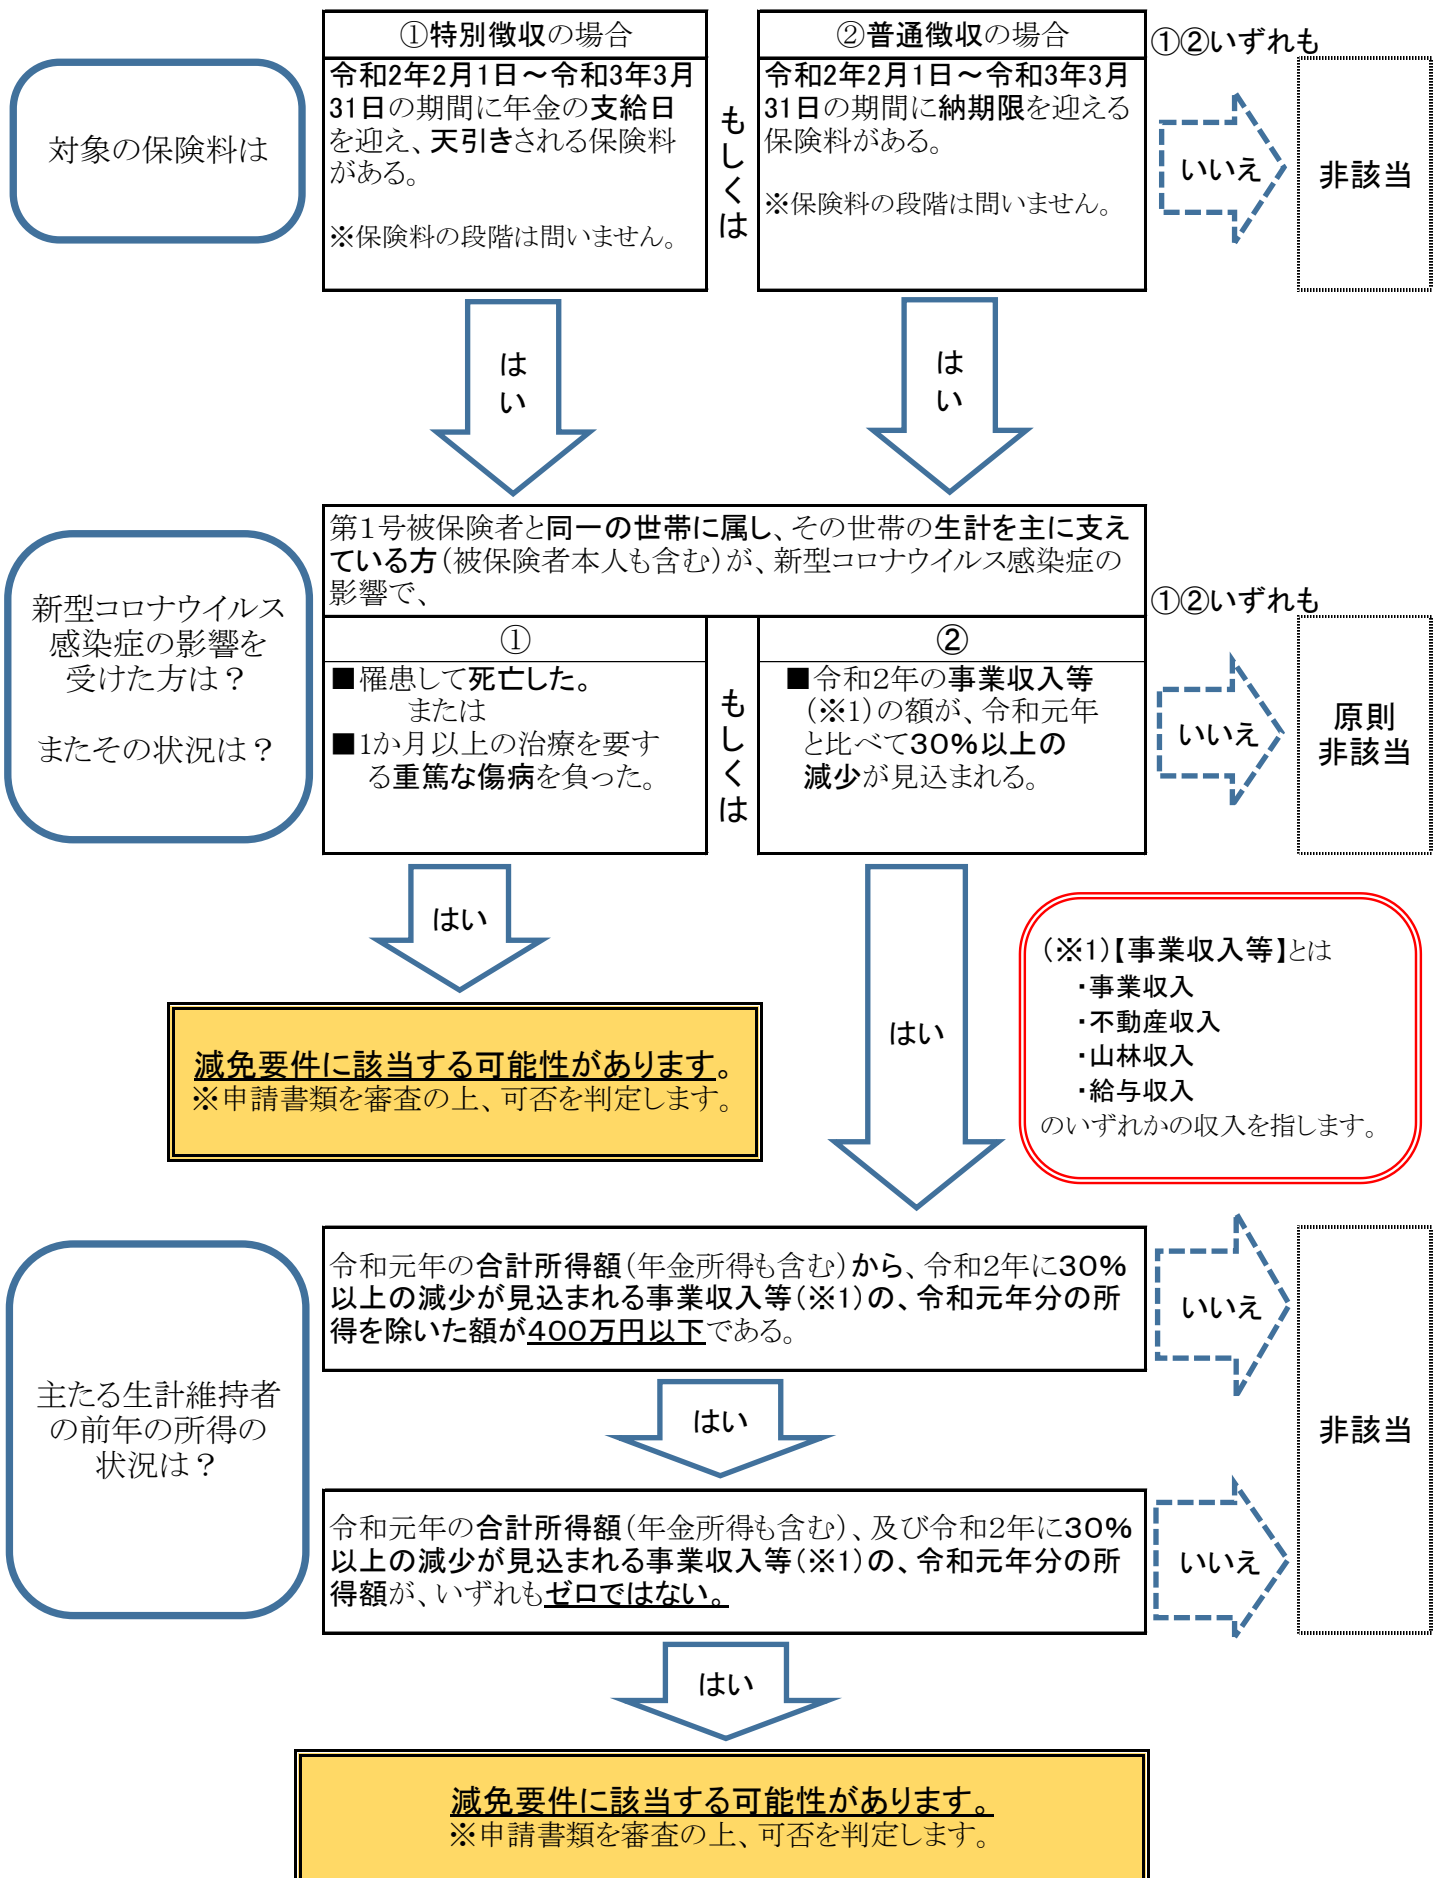 ①特別徴収の場合
②普通徴収の場合
①②いずれも
対象の保険料は
令和2年2月1日～令和3年3月
31日の期間に年金の支給日
を迎え、天引きされる保険料
がある。
※保険料の段階は問いません。
もしくは
令和2年2月1日～令和3年3月
31日の期間に納期限を迎える
保険料がある。
※保険料の段階は問いません。
いいえ
非該当
はい
はい
新型コロナウイルス
感染症の影響を
受けた方は？
またその状況は？
第1号被保険者と同一の世帯に属し、その世帯の生計を主に支え
ている方（被保険者本人も含む）が、新型コロナウイルス感染症の
影響で、
①②いずれも
①
■罹患して死亡した。
または
■1か月以上の治療を要す
る重篤な傷病を負った。
もしくは
②
■令和2年の事業収入等
（※1）の額が、令和元年
と比べて30％以上の
減少が見込まれる。
いいえ
原則
非該当
はい
はい
減免要件に該当する可能性があります。
※申請書類を審査の上、可否を判定します。
（※1）【事業収入等】とは
・事業収入
・不動産収入
・山林収入
・給与収入
のいずれかの収入を指します。
主たる生計維持者
の前年の所得の
状況は？
令和元年の合計所得額（年金所得も含む）から、令和2年に30％
以上の減少が見込まれる事業収入等（※1）の、令和元年分の所
得を除いた額が400万円以下である。
いいえ
はい
令和元年の合計所得額（年金所得も含む）、及び令和2年に30％
以上の減少が見込まれる事業収入等（※1）の、令和元年分の所
得額が、いずれもゼロではない。
いいえ
非該当
はい
減免要件に該当する可能性があります。
※申請書類を審査の上、可否を判定します。